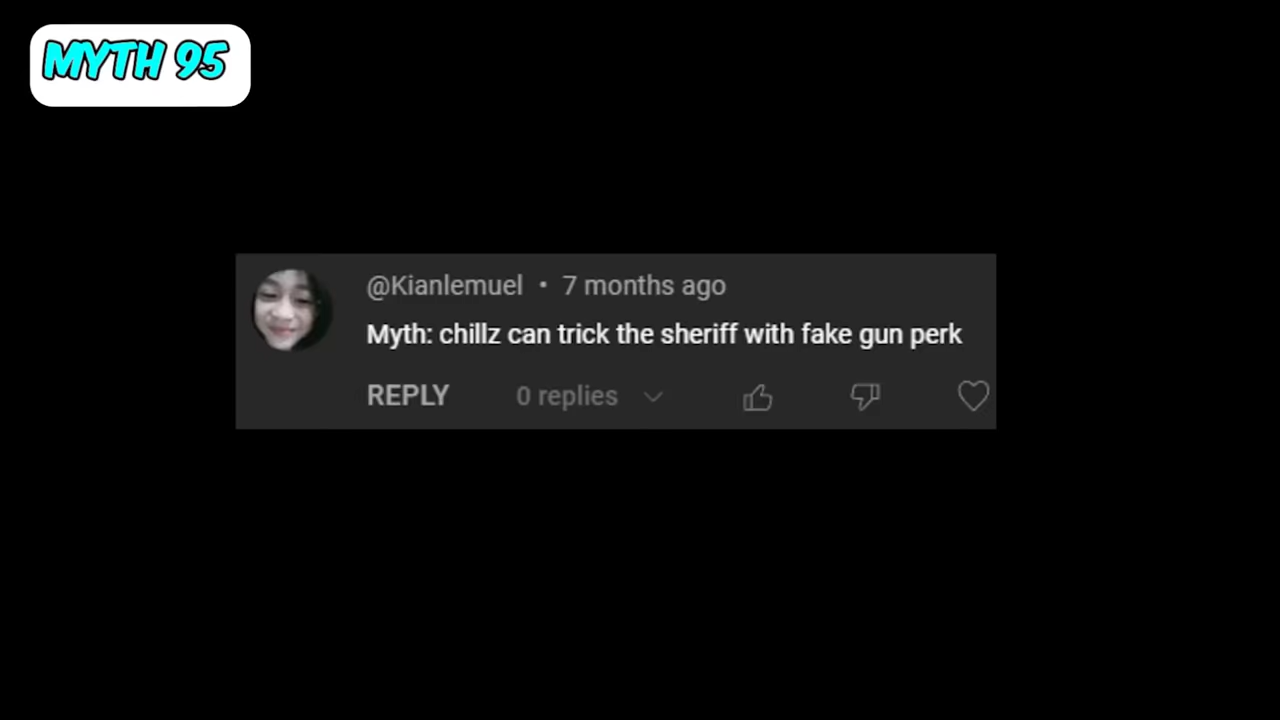 MYTH 95
@Kianlemuel • 7 months ago
Myth: chillz can trick the sheriff with fake gun perk
REPLY 0 replies